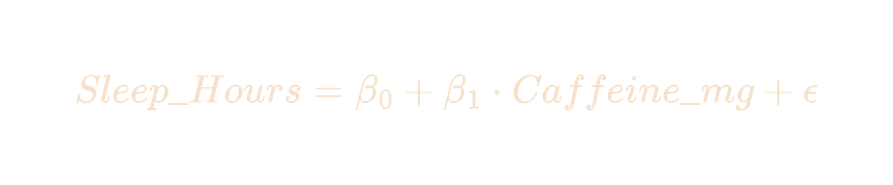 Sleep_Hours = β₀ + β₁ · Caffeine_mg + ϵ